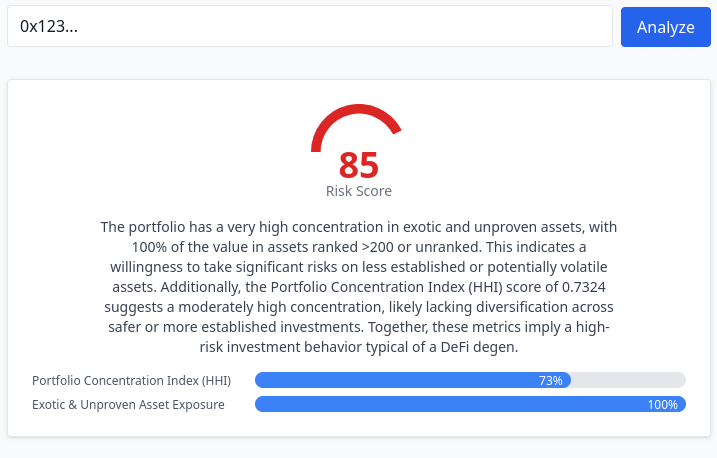 0x123...
Analyze
85
Risk Score
The portfolio has a very high concentration in exotic and unproven assets, with
100% of the value in assets ranked >200 or unranked. This indicates a
willingness to take significant risks on less established or potentially volatile
assets. Additionally, the Portfolio Concentration Index (HHI) score of 0.7324
suggests a moderately high concentration, likely lacking diversification across
safer or more established investments. Together, these metrics imply a high-
risk investment behavior typical of a DeFi degen.
Portfolio Concentration Index (HHI)
73%
Exotic & Unproven Asset Exposure
100%